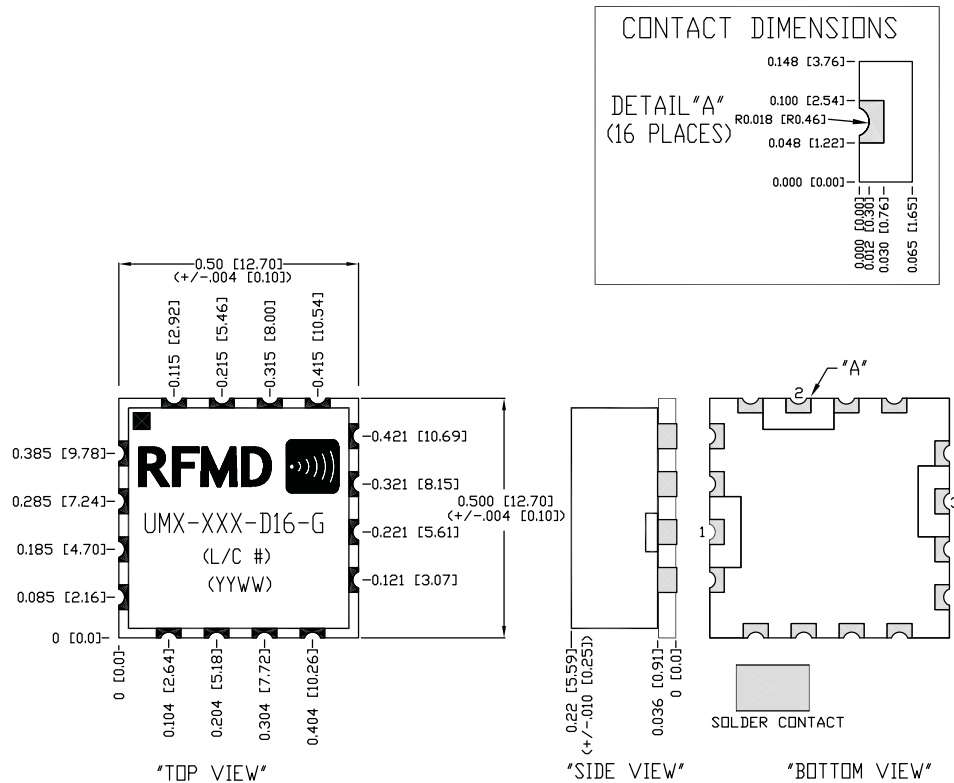 CONTACT DIMENSIONS
DETAIL"A"
(16 PLACES)
0.148 [3.76]
0.100 [2.54]
R0.018 [R0.46]
0.048 [1.22]
0.000 [0.00]
0.000 [0.00]
0.012 [0.30]
0.030 [0.76]
0.065 [1.65]
0.50 [12.70]
(+/-.004 [0.10])
0.115 [2.92]
0.215 [5.46]
0.315 [8.00]
0.415 [10.54]
0.385 [9.78]
0.285 [7.24]
0.185 [4.70]
0.085 [2.16]
0 [0.0]
RFMD
UMX-XXX-D16-G
(L/C #)
(YYWW)
0.421 [10.69]
0.321 [8.15]
0.221 [5.61]
0.121 [3.07]
0.500 [12.70]
(+/-.004 [0.10])
0 [0.0]
0.104 [2.64]
0.204 [5.18]
0.304 [7.72]
0.404 [10.26]
"TOP VIEW"
0.22 [5.59]
(+/-.010 [0.25])
0.036 [0.91]
0 [0.0]
"SIDE VIEW"
"A"
2
1
3
SOLDER CONTACT
"BOTTOM VIEW"